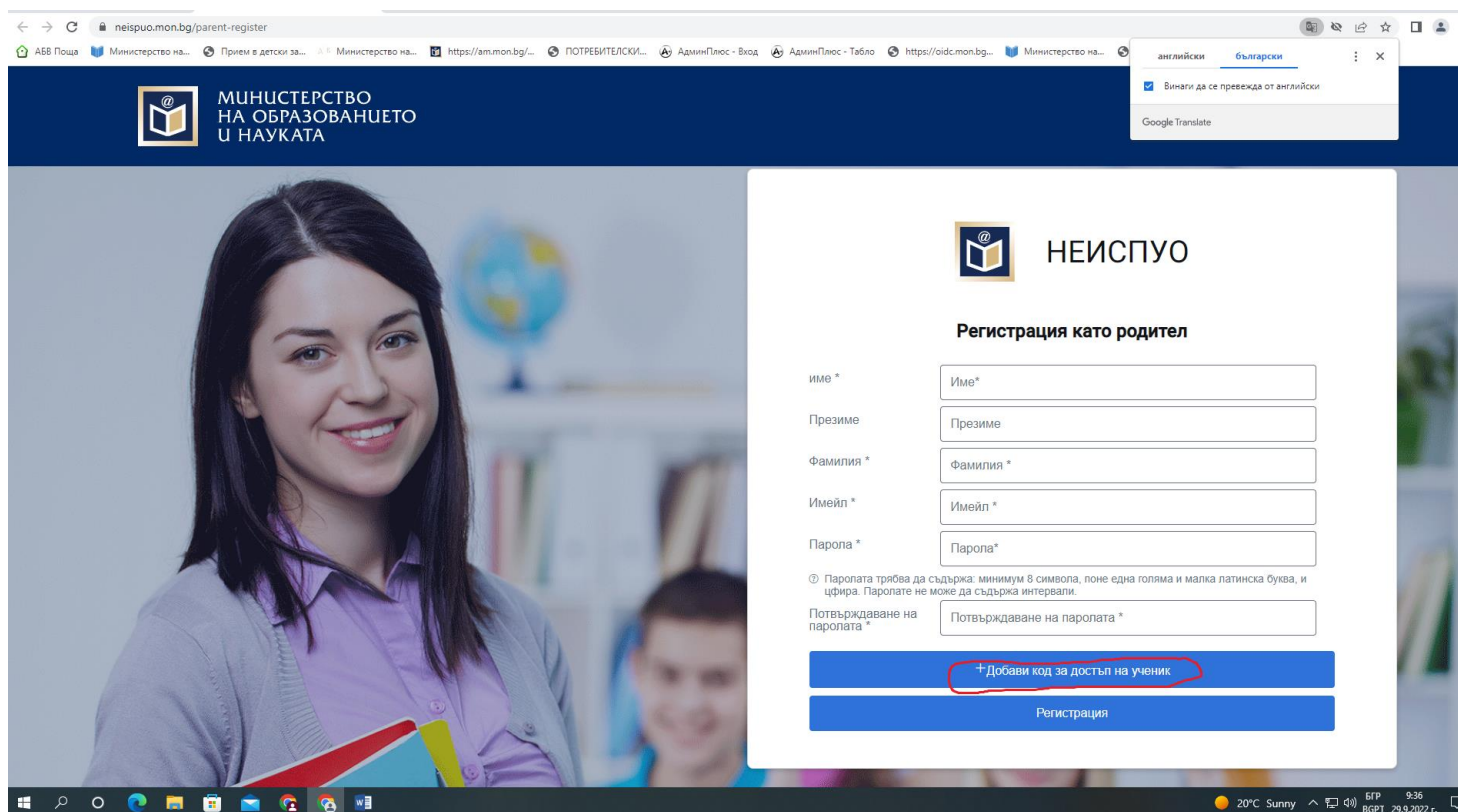 neispuo.mon.bg/parent-register
АБВ Поща
Министерство на...
Прием в детски за...
Министерство на...
https://am.mon.bg/...
ПОТРЕБИТЕЛСКИ...
АдминПлюс - Вход
АдминПлюс - Табло
https://oidc.mon.bg...
Министерство на...
английски
български
Винаги да се превежда от английски
Google Translate
МИНИСТЕРСТВО
НА ОБРАЗОВАНИЕТО
И НАУКАТА
НЕИСПУО
Регистрация като родител
име *
Име*
Презиме
Презиме
Фамилия *
Фамилия *
Имейл *
Имейл *
Парола *
Парола*
Паролата трябва да съдържа: минимум 8 символа, поне една голяма и малка латинска буква, и
цфира. Паролате не може да съдържа интервали.
Потвърждаване на
паролата *
Потвърждаване на паролата *
+Добави код за достъп на ученик
Регистрация
20°C Sunny
БГР
BGPT
9:36
29.9.2022 г.